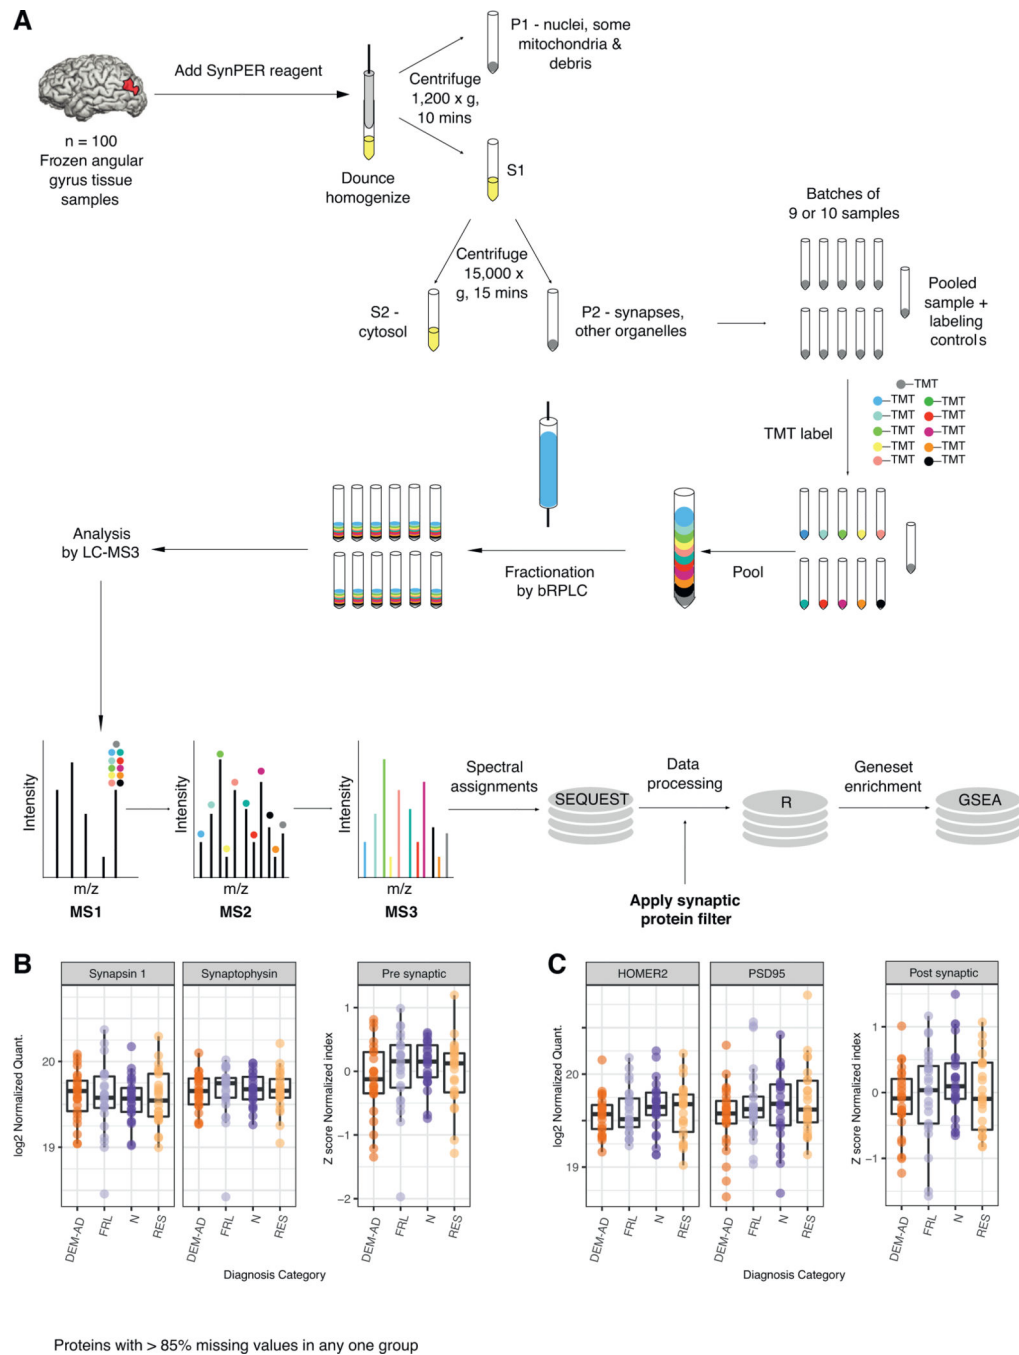 A
Add SynPER reagent
n = 100
Frozen angular
gyrus tissue
samples
Dounce
homogenize
Centrifuge
1,200 x g,
10 mins
P1 - nuclei, some
mitochondria &
debris
S1
Centrifuge
15,000 x
g, 15 mins
S2 -
cytosol
P2 - synapses,
other organelles
Batches of
9 or 10 samples
Pooled
sample +
labeling
controls
TMT label
TMT
TMT TMT
TMT TMT
TMT TMT
TMT TMT
TMT TMT
Pool
Fractionation
by bRPLC
Analysis
by LC-MS3
Intensity
m/z
MS1
Intensity
m/z
MS2
Intensity
m/z
MS3
Spectral
assignments
SEQUEST
Data
processing
Apply synaptic
protein filter
R
Geneset
enrichment
GSEA
B
Synapsin 1
Synaptophysin
Pre synaptic
log2 Normalized Quant.
20
19
Z score Normalized index
1
0
−1
−2
DEM-AD
FRL
N
RES
DEM-AD
FRL
N
RES
DEM-AD
FRL
N
RES
Diagnosis Category
C
HOMER2
PSD95
Post synaptic
log2 Normalized Quant.
20
19
Z score Normalized index
1
0
−1
DEM-AD
FRL
N
RES
DEM-AD
FRL
N
RES
DEM-AD
FRL
N
RES
Diagnosis Category
Proteins with > 85% missing values in any one group